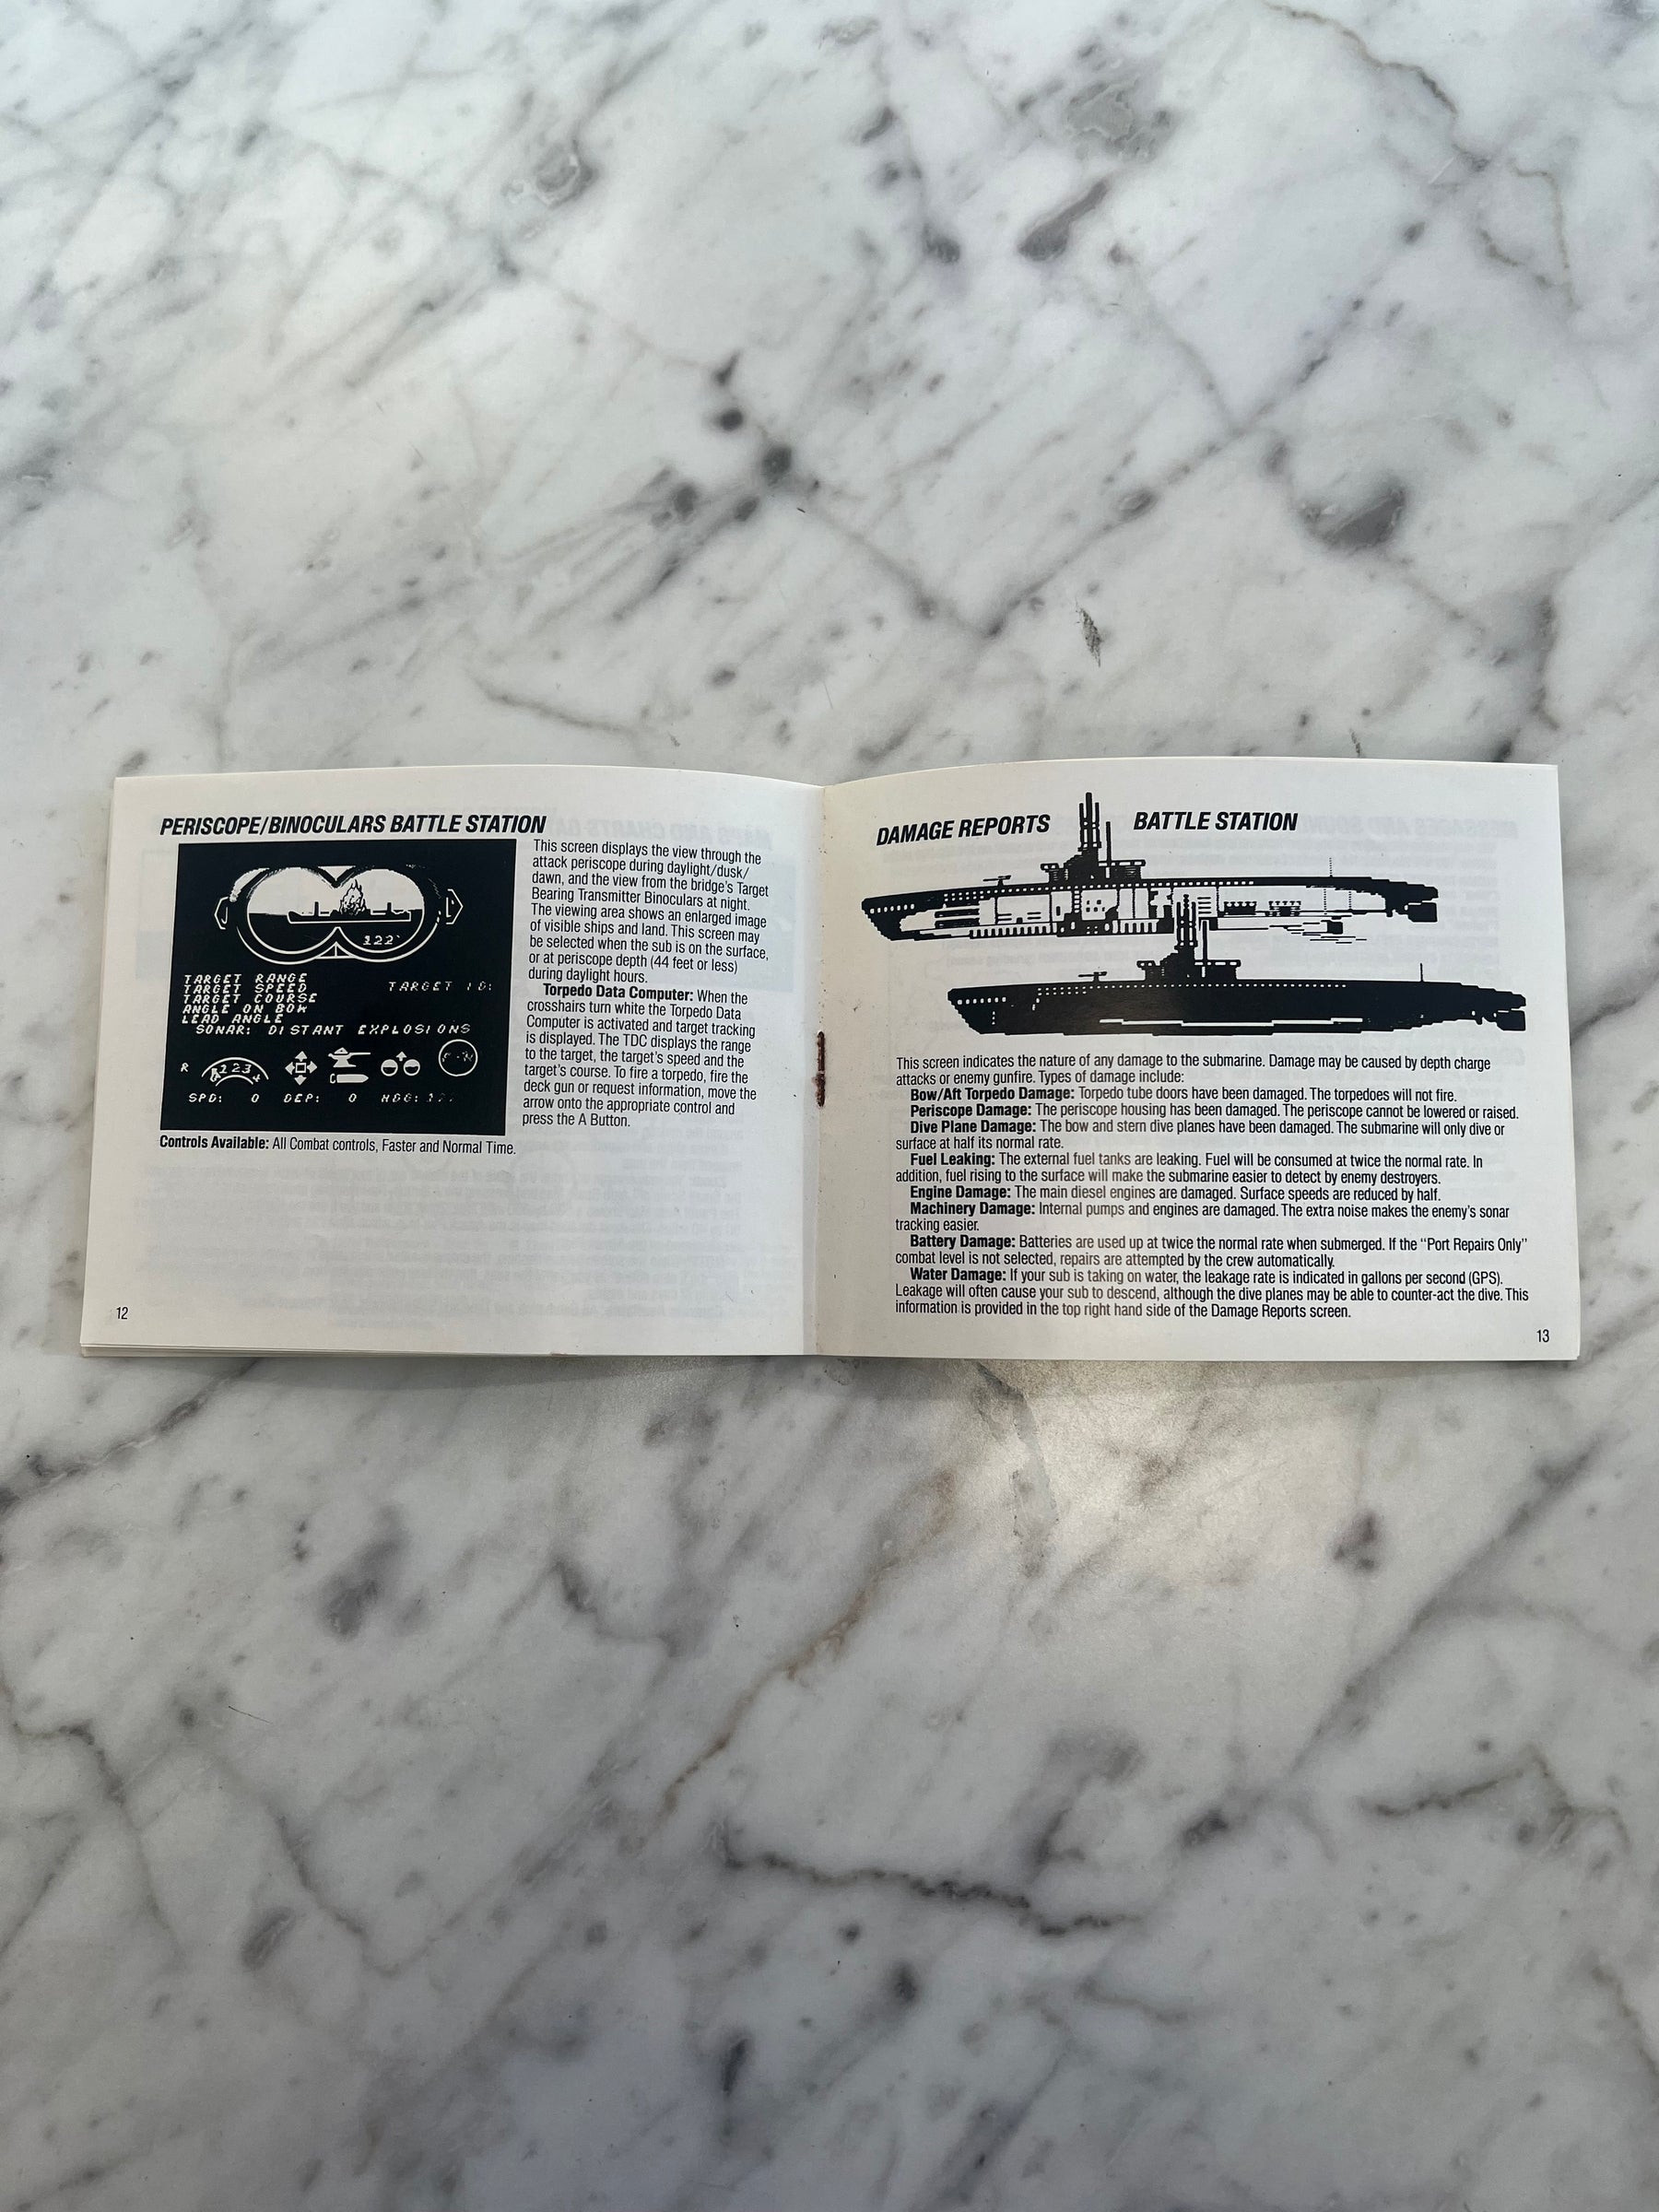 PERISCOPE/BINOCULARS BATTLE STATION
122°
TARGET RANGE
TARGET SPEED
TARGET COURSE
ANGLE ON BOW
LEAD ANGLE
TARGET ID:
SONAR: DISTANT EXPLOSIONS
R
SPD: 0 DEP: 0 HDG:
This screen displays the view through the
attack periscope during daylight/dusk/
dawn, and the view from the bridge's Target
Bearing Transmitter Binoculars at night.
The viewing area shows an enlarged image
of visible ships and land. This screen may
be selected when the sub is on the surface,
or at periscope depth (44 feet or less)
during daylight hours.
Torpedo Data Computer: When the
crosshairs turn white the Torpedo Data
Computer is activated and target tracking
is displayed. The TDC displays the range
to the target, the target's speed and the
target's course. To fire a torpedo, fire the
deck gun or request information, move the
arrow onto the appropriate control and
press the A Button.
Controls Available: All Combat controls, Faster and Normal Time.
12
DAMAGE REPORTS BATTLE STATION
This screen indicates the nature of any damage to the submarine. Damage may be caused by depth charge
attacks or enemy gunfire. Types of damage include:
Bow/Aft Torpedo Damage: Torpedo tube doors have been damaged. The torpedoes will not fire.
Periscope Damage: The periscope housing has been damaged. The periscope cannot be lowered or raised.
Dive Plane Damage: The bow and stern dive planes have been damaged. The submarine will only dive or
surface at half its normal rate.
Fuel Leaking: The external fuel tanks are leaking. Fuel will be consumed at twice the normal rate. In
addition, fuel rising to the surface will make the submarine easier to detect by enemy destroyers.
Engine Damage: The main diesel engines are damaged. Surface speeds are reduced by half.
Machinery Damage: Internal pumps and engines are damaged. The extra noise makes the enemy's sonar
tracking easier.
Battery Damage: Batteries are used up at twice the normal rate when submerged. If the "Port Repairs Only"
combat level is not selected, repairs are attempted by the crew automatically.
Water Damage: If your sub is taking on water, the leakage rate is indicated in gallons per second (GPS).
Leakage will often cause your sub to descend, although the dive planes may be able to counter-act the dive. This
information is provided in the top right hand side of the Damage Reports screen.
13